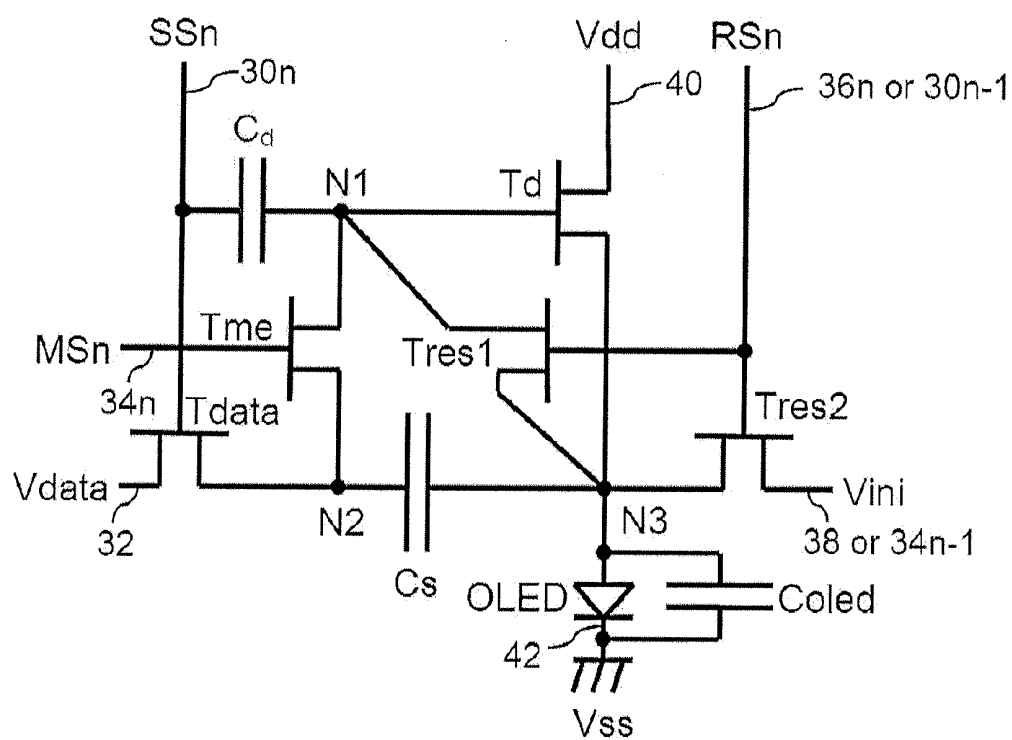 SSn
Vdd
RSn
30n
40
36n or 30n-1
Cd
N1
Td
Tme
MSn
Tres1
34n
Tdata
Tres2
Vdata
Vini
32
N2
N3
38 or 34n-1
Cs
OLED
Coled
42
Vss